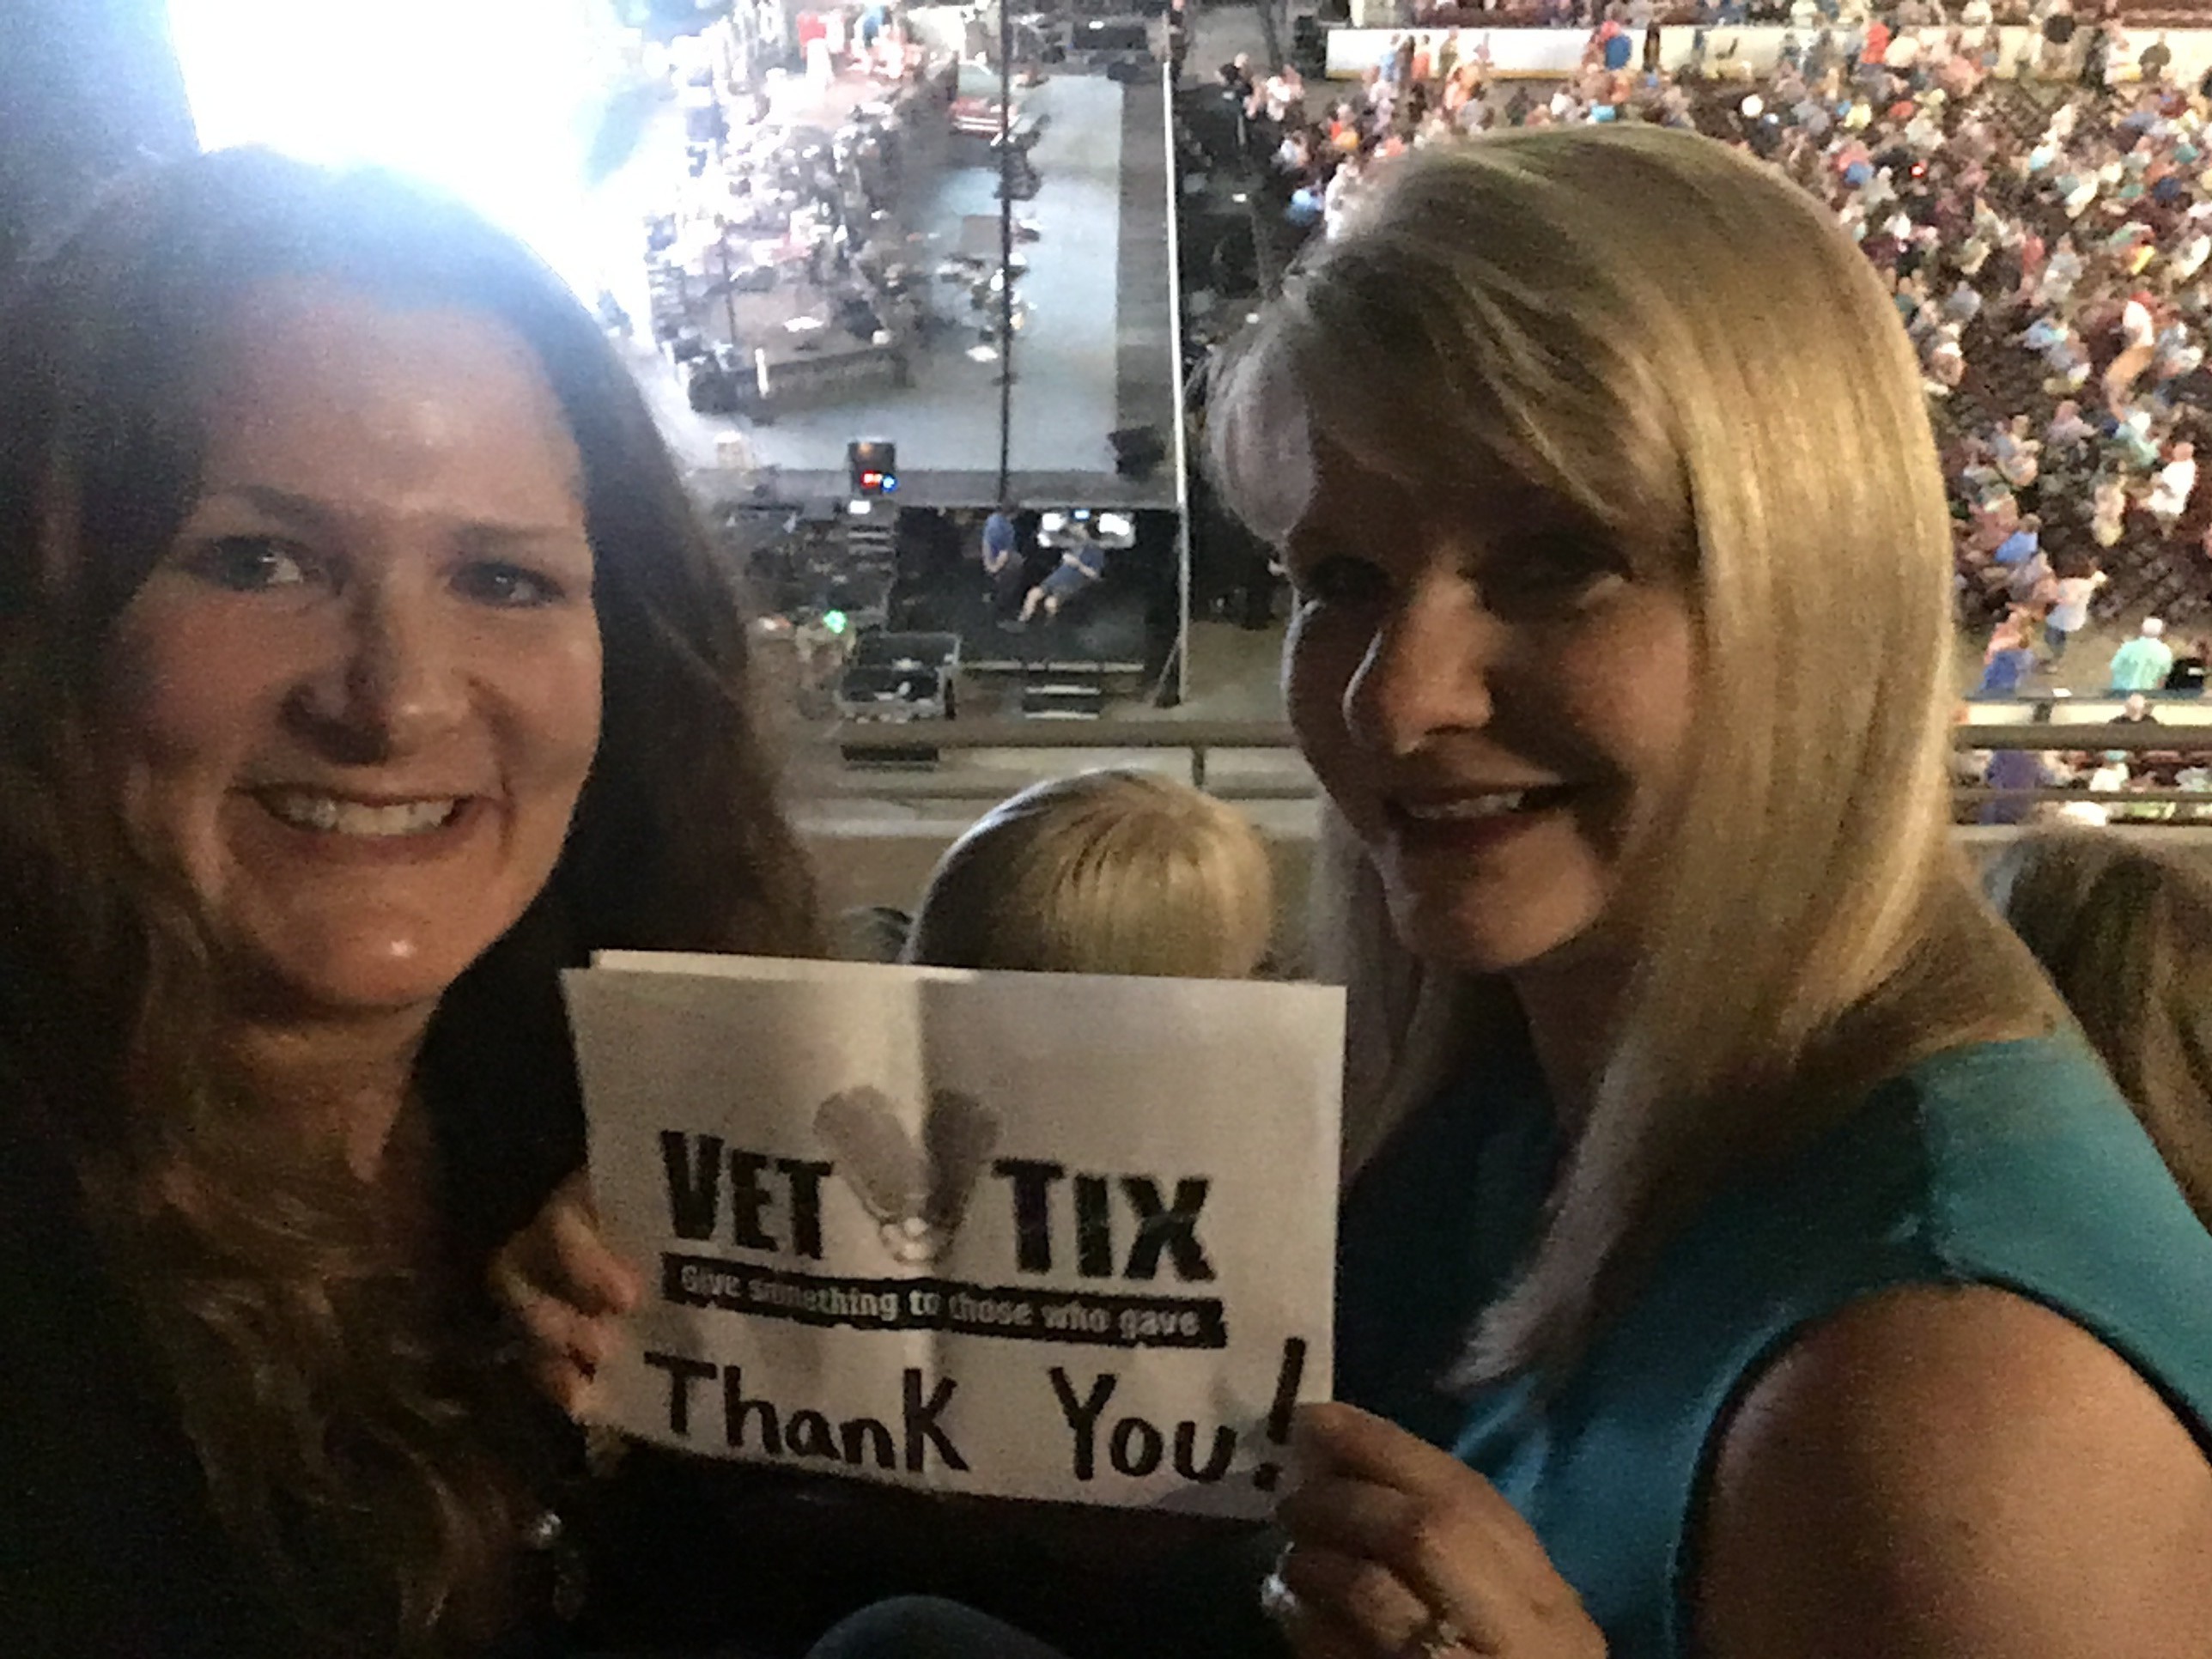 VET TIX
Give something to those who gave
Thank You!